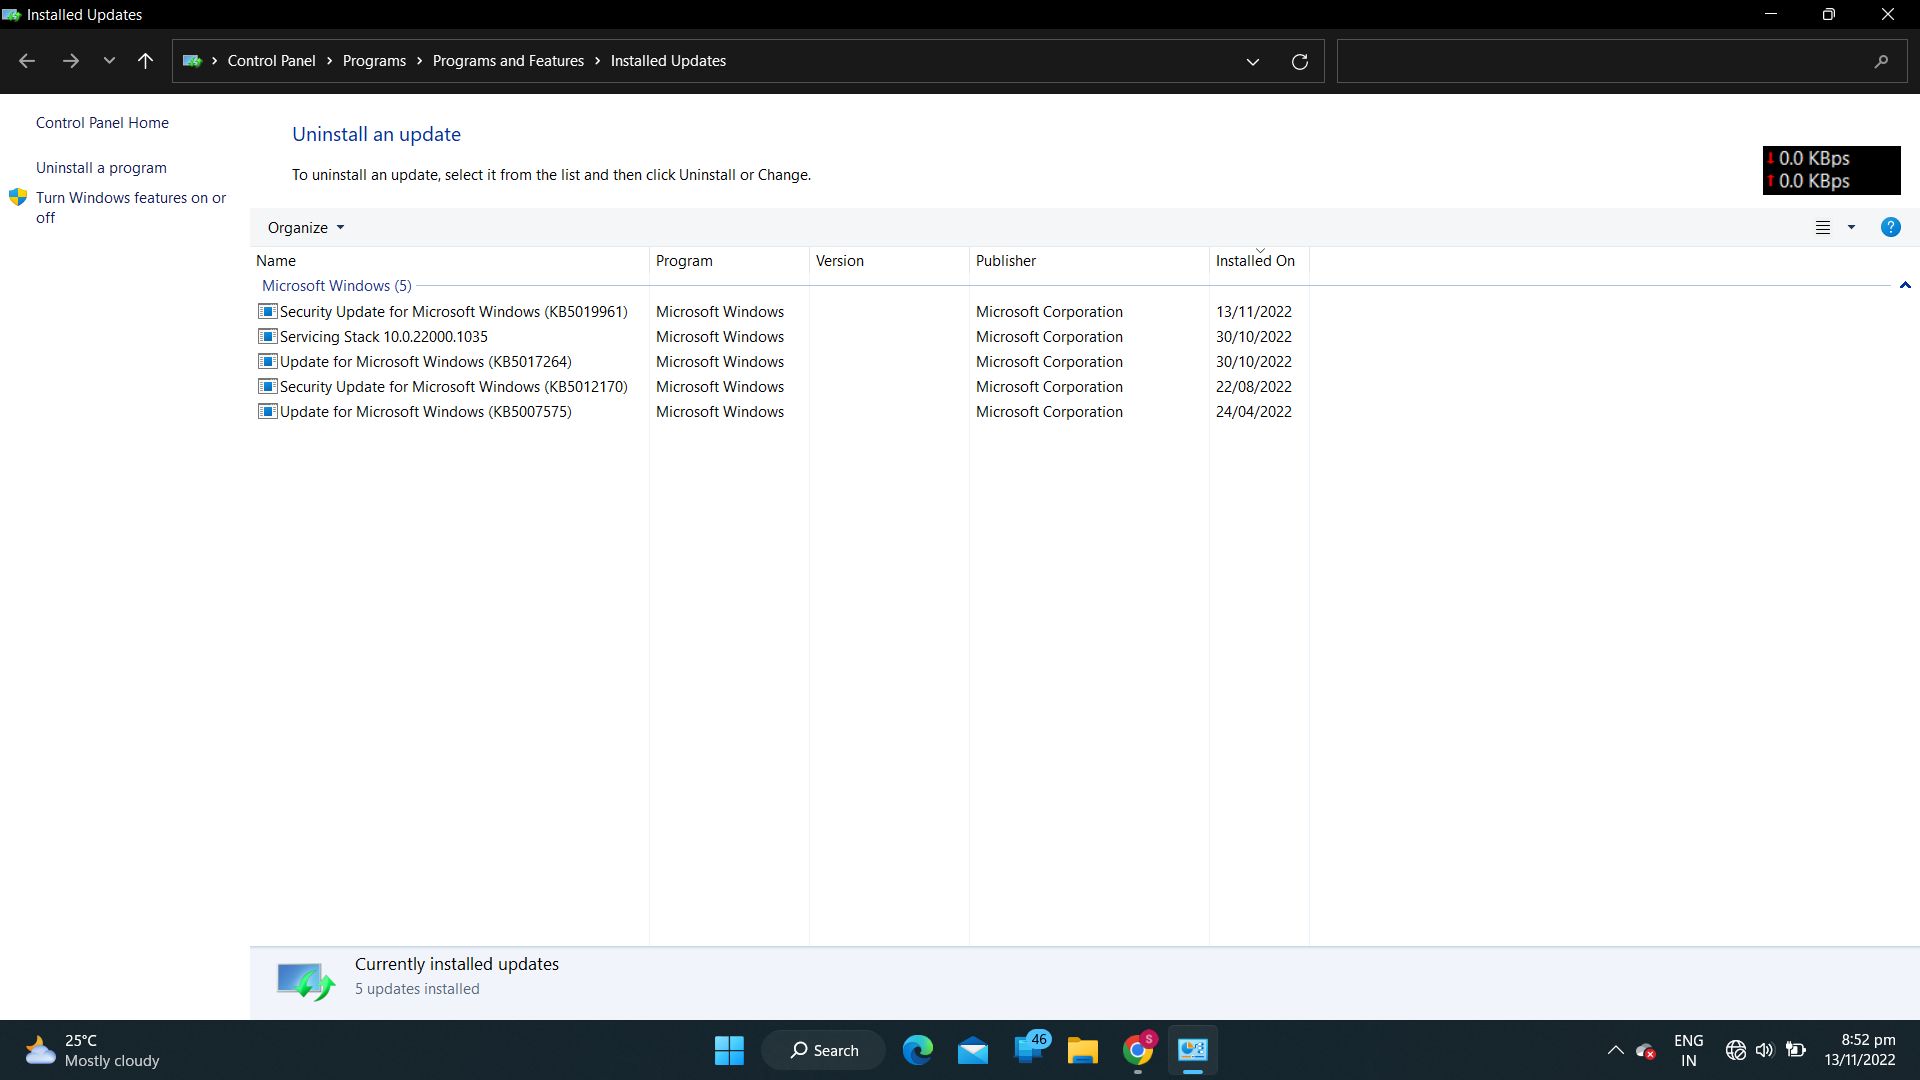 Installed Updates
Control Panel > Programs > Programs and Features > Installed Updates
Control Panel Home
Uninstall a program
Turn Windows features on or
off
Uninstall an update
To uninstall an update, select it from the list and then click Uninstall or Change.
0.0 KBps
0.0 KBps
Organize
Name Program Version Publisher Installed On
Microsoft Windows (5)
Security Update for Microsoft Windows (KB5019961) Microsoft Windows Microsoft Corporation 13/11/2022
Servicing Stack 10.0.22000.1035 Microsoft Windows Microsoft Corporation 30/10/2022
Update for Microsoft Windows (KB5017264) Microsoft Windows Microsoft Corporation 30/10/2022
Security Update for Microsoft Windows (KB5012170) Microsoft Windows Microsoft Corporation 22/08/2022
Update for Microsoft Windows (KB5007575) Microsoft Windows Microsoft Corporation 24/04/2022
Currently installed updates
5 updates installed
25°C
Mostly cloudy
Search
46
S
ENG
IN
8:52 pm
13/11/2022